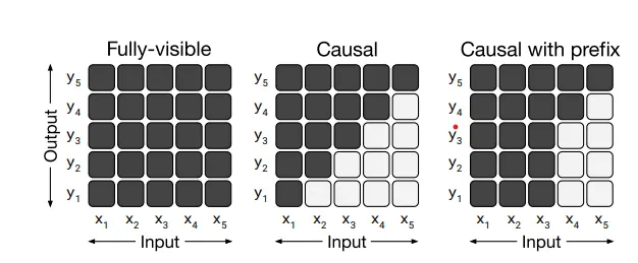 Fully-visible
Causal
Causal with prefix
Output
y₅
y₄
y₃
y₂
y₁
x₁ x₂ x₃ x₄ x₅
Input
y₅
y₄
y₃
y₂
y₁
x₁ x₂ x₃ x₄ x₅
Input
y₅
y₄
y₃
y₂
y₁
x₁ x₂ x₃ x₄ x₅
Input